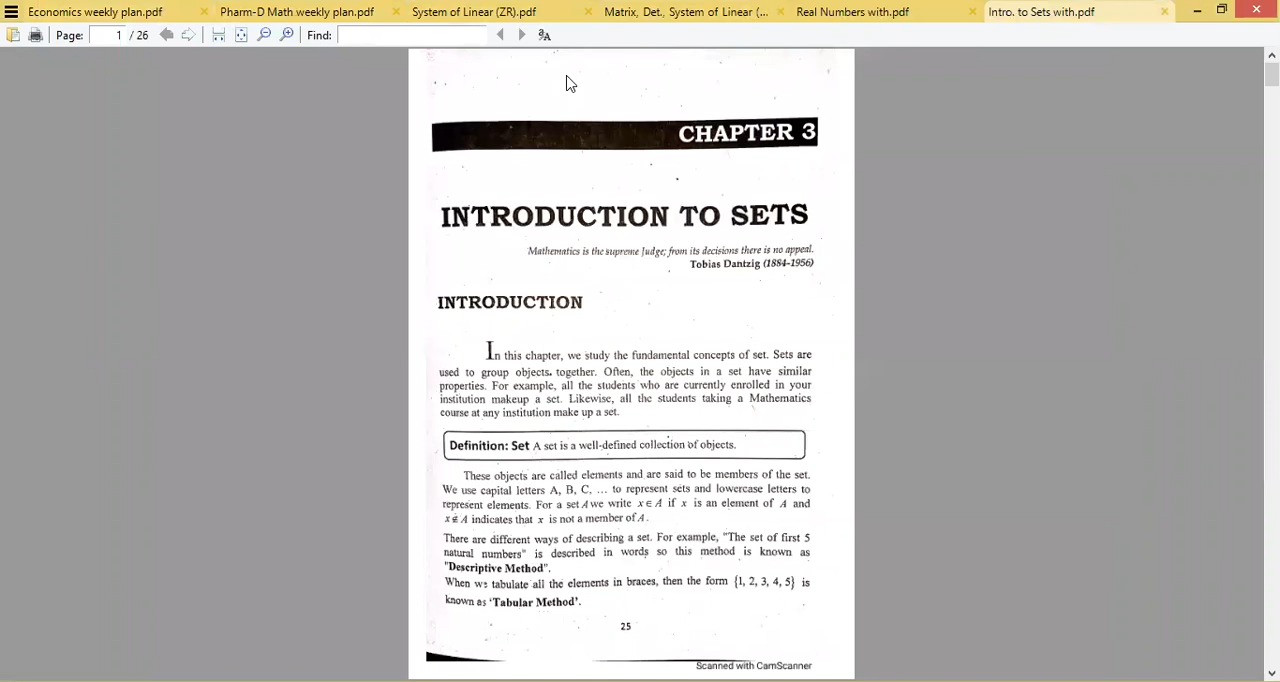 Economics weekly plan.pdf
Pharm-D Math weekly plan.pdf
System of Linear (ZR).pdf
Matrix, Det., System of Linear (...
Real Numbers with.pdf
Intro. to Sets with.pdf
Page: 1 / 26
Find:
CHAPTER 3
INTRODUCTION TO SETS
Mathematics is the supreme Judge; from its decisions there is no appeal.
Tobias Dantzig (1884-1956)
INTRODUCTION
In this chapter, we study the fundamental concepts of set. Sets are
used to group objects together. Often, the objects in a set have similar
properties. For example, all the students who are currently enrolled in your
institution makeup a set. Likewise, all the students taking a Mathematics
course at any institution make up a set.
Definition: Set A set is a well-defined collection of objects.
These objects are called elements and are said to be members of the set.
We use capital letters A, B, C, ... to represent sets and lowercase letters to
represent elements. For a set A we write x ∈ A if x is an element of A and
x ∉ A indicates that x is not a member of A.
There are different ways of describing a set. For example, "The set of first 5
natural numbers" is described in words so this method is known as
"Descriptive Method".
When we tabulate all the elements in braces, then the form {1, 2, 3, 4, 5} is
known as 'Tabular Method'.
25
Scanned with CamScanner